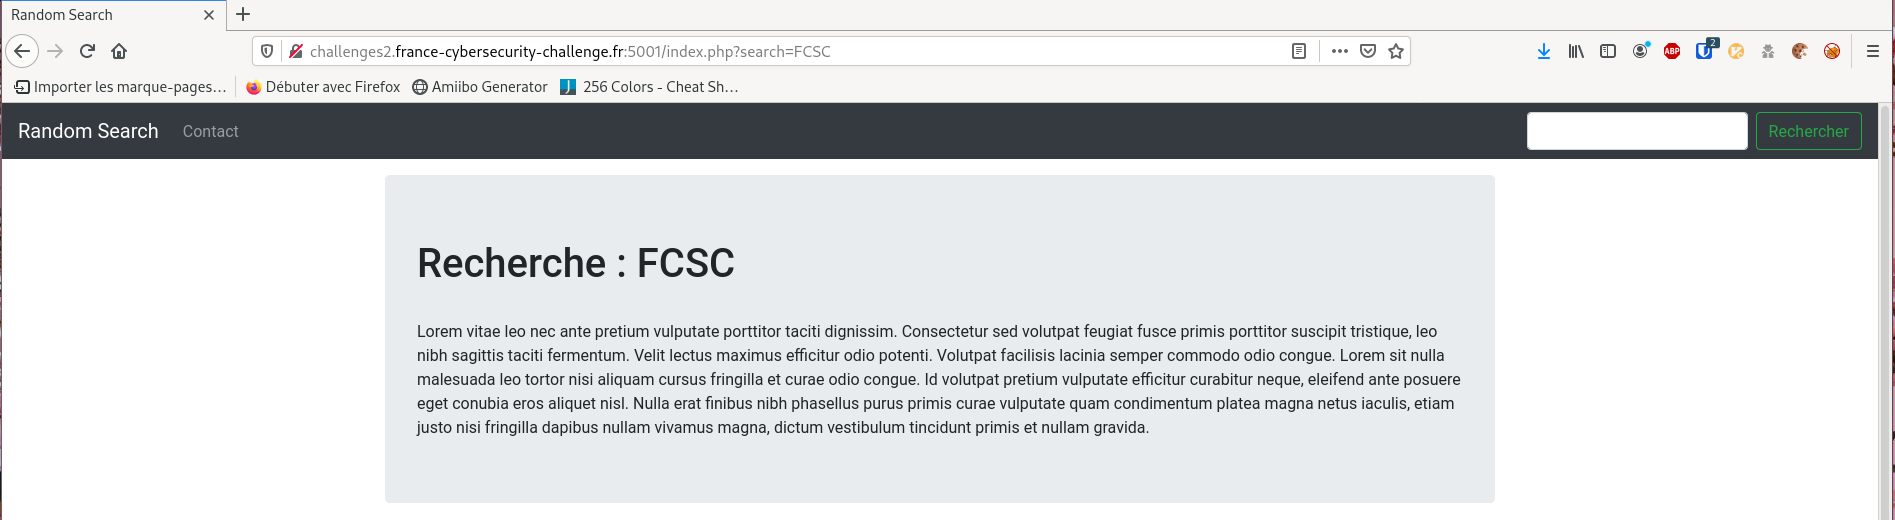 Random Search
challenges2.france-cybersecurity-challenge.fr:5001/index.php?search=FCSC
ABP
2
Importer les marque-pages... Débuter avec Firefox Amiibo Generator 256 Colors - Cheat Sh...
Random Search Contact Rechercher
Recherche : FCSC
Lorem vitae leo nec ante pretium vulputate porttitor taciti dignissim. Consectetur sed volutpat feugiat fusce primis porttitor suscipit tristique, leo
nibh sagittis taciti fermentum. Velit lectus maximus efficitur odio potenti. Volutpat facilisis lacinia semper commodo odio congue. Lorem sit nulla
malesuada leo tortor nisi aliquam cursus fringilla et curae odio congue. Id volutpat pretium vulputate efficitur curabitur neque, eleifend ante posuere
eget conubia eros aliquet nisl. Nulla erat finibus nibh phasellus purus primis curae vulputate quam condimentum platea magna netus iaculis, etiam
justo nisi fringilla dapibus nullam vivamus magna, dictum vestibulum tincidunt primis et nullam gravida.